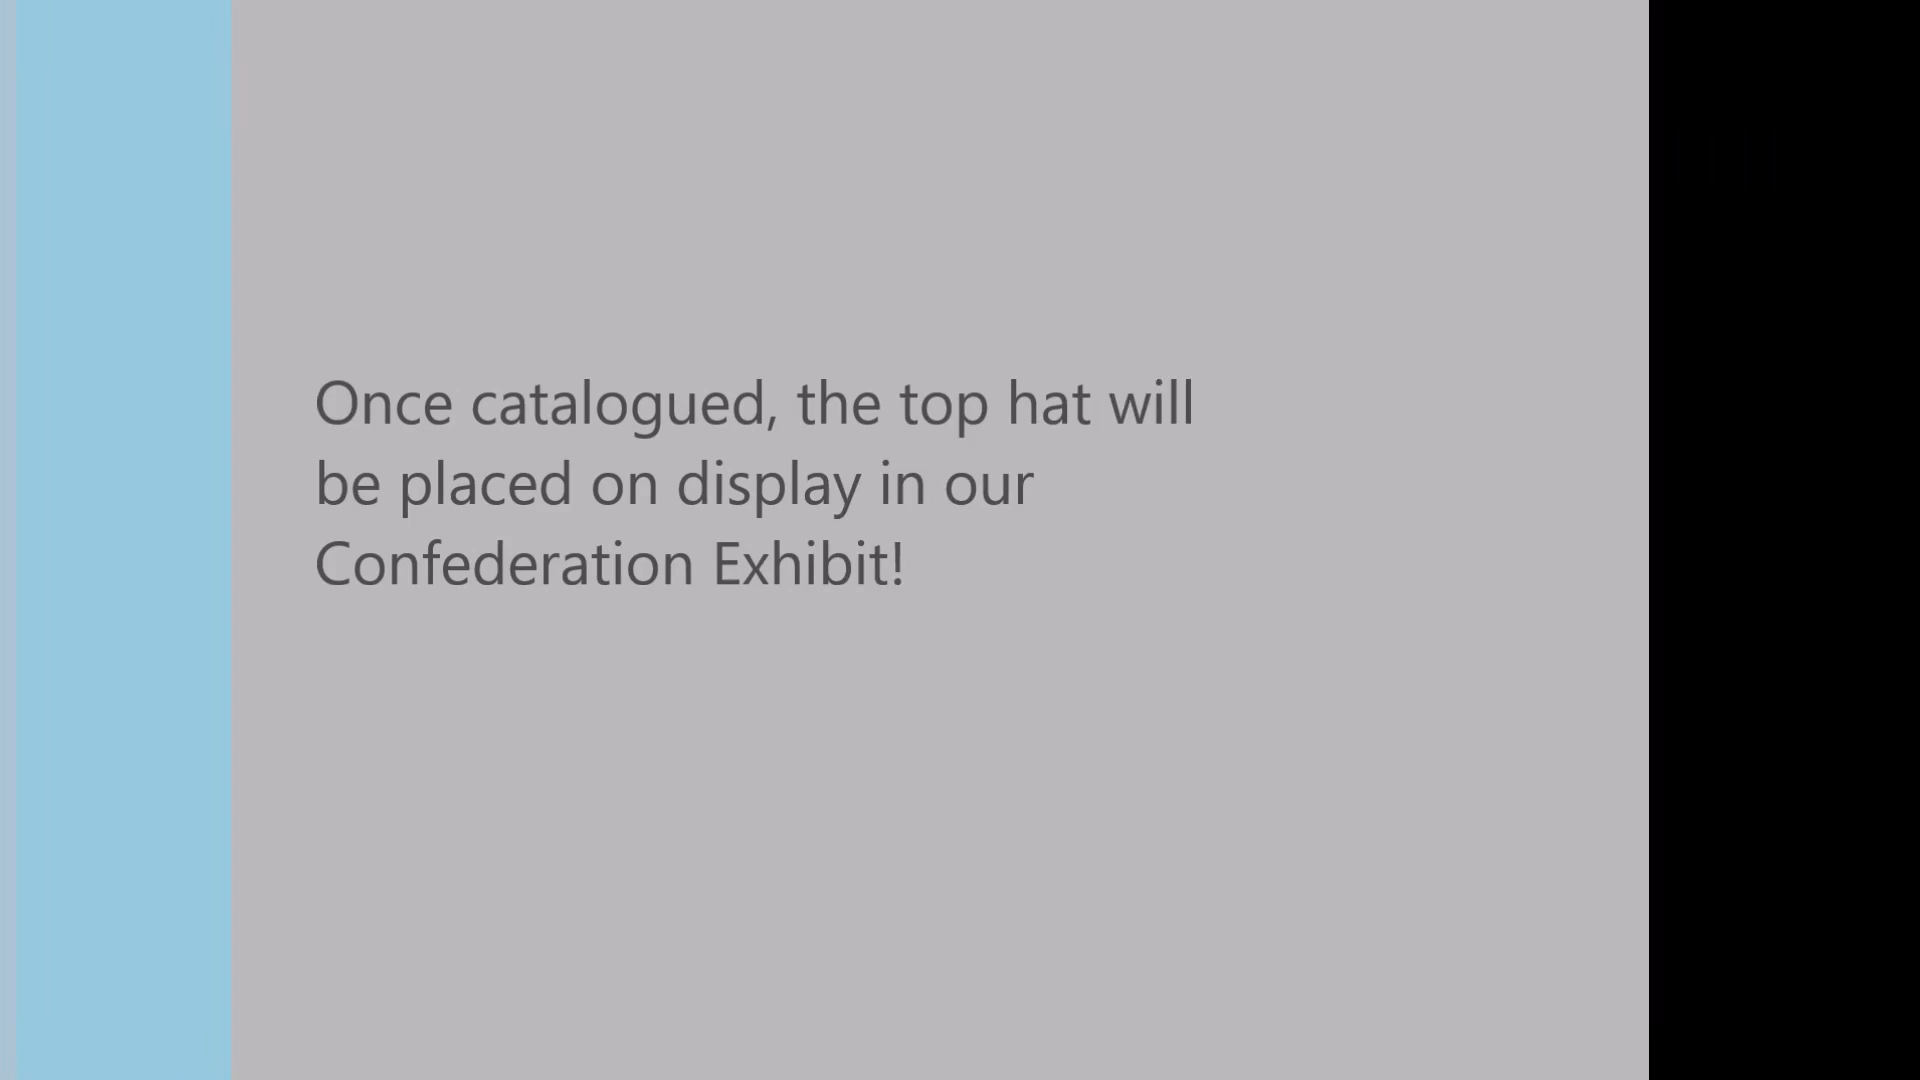 Once catalogued, the top hat will
be placed on display in our
Confederation Exhibit!